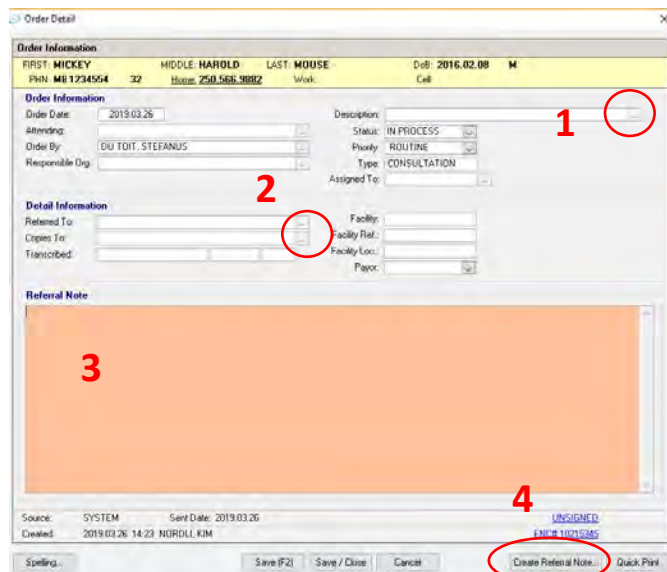 Order Detail
Order Information
FIRST: MICKEY MIDDLE: HAROLD LAST: MOUSE DoB: 2016.02.08 M
PHN: MB 1234554 32 Home: 250.566.9882 Work: Cell
Order Information
Order Date: 2019.03.26 Description: ... 1
Attending: ... Status: IN PROCESS
Order By: DU TOIT, STEFANUS ... Priority: ROUTINE
Responsible Org: ... Type: CONSULTATION
2 Assigned To: ...
Detail Information
Referred To: ... Facility:
Copies To: ... Facility Ref.:
Transcribed: Facility Loc.:
Payor:
Referral Note
3
4
Source: SYSTEM Sent Date: 2019.03.26 UNSIGNED
Created: 2019.03.26 14:23 NORDLI, KIM ENC# 10215345
Spelling... Save (F2) Save / Close Cancel Create Referral Note... Quick Print